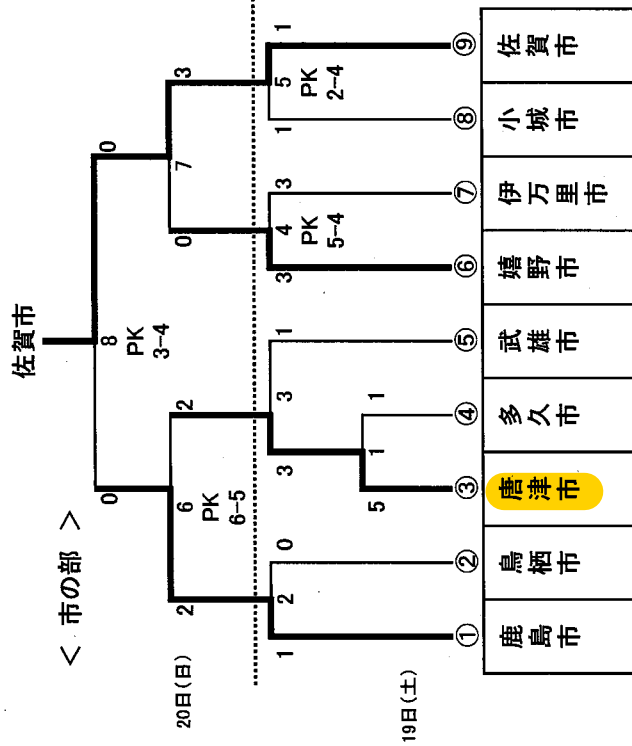 佐賀市
＜ 市の部 ＞
0
0
8
PK
3-4
20日(日)
2
2
6
PK
6-5
0
3
7
19日(土)
1
0
2
3
1
3
5
1
1
3
3
4
PK
5-4
1
1
5
PK
2-4
①
②
③
④
⑤
⑥
⑦
⑧
⑨
鹿島市
鳥栖市
唐津市
多久市
武雄市
嬉野市
伊万里市
小城市
佐賀市